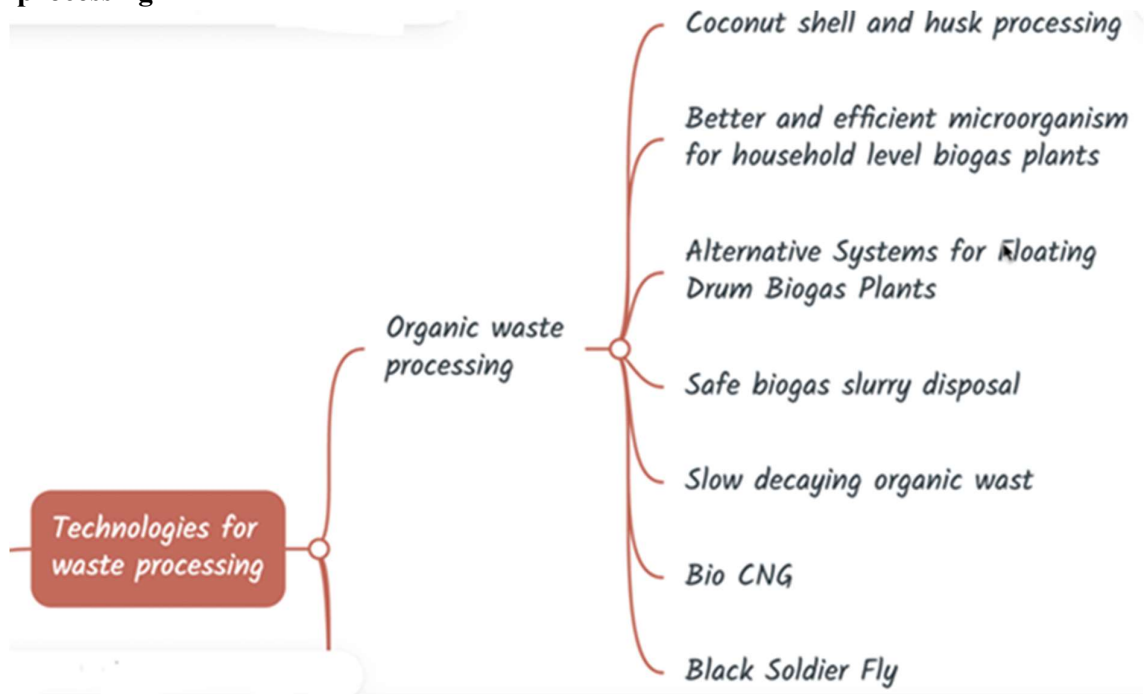 Coconut shell and husk processing
Better and efficient microorganism
for household level biogas plants
Alternative Systems for Floating
Drum Biogas Plants
Organic waste
processing
Safe biogas slurry disposal
Slow decaying organic wast
Technologies for
waste processing
Bio CNG
Black Soldier Fly